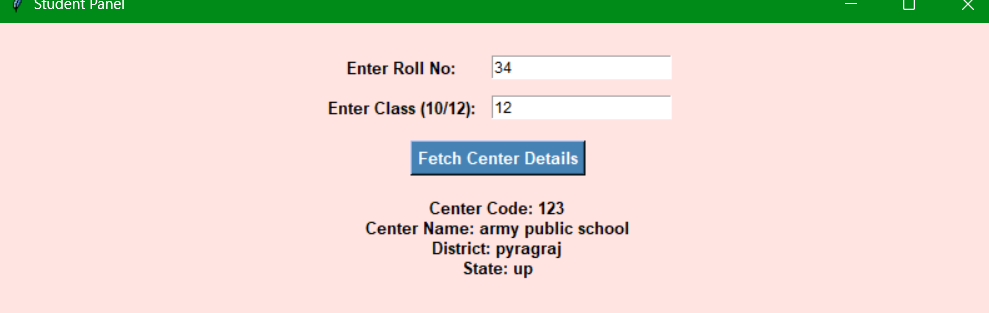 Student Panel
Enter Roll No: 34
Enter Class (10/12): 12
Fetch Center Details
Center Code: 123
Center Name: army public school
District: pyragraj
State: up